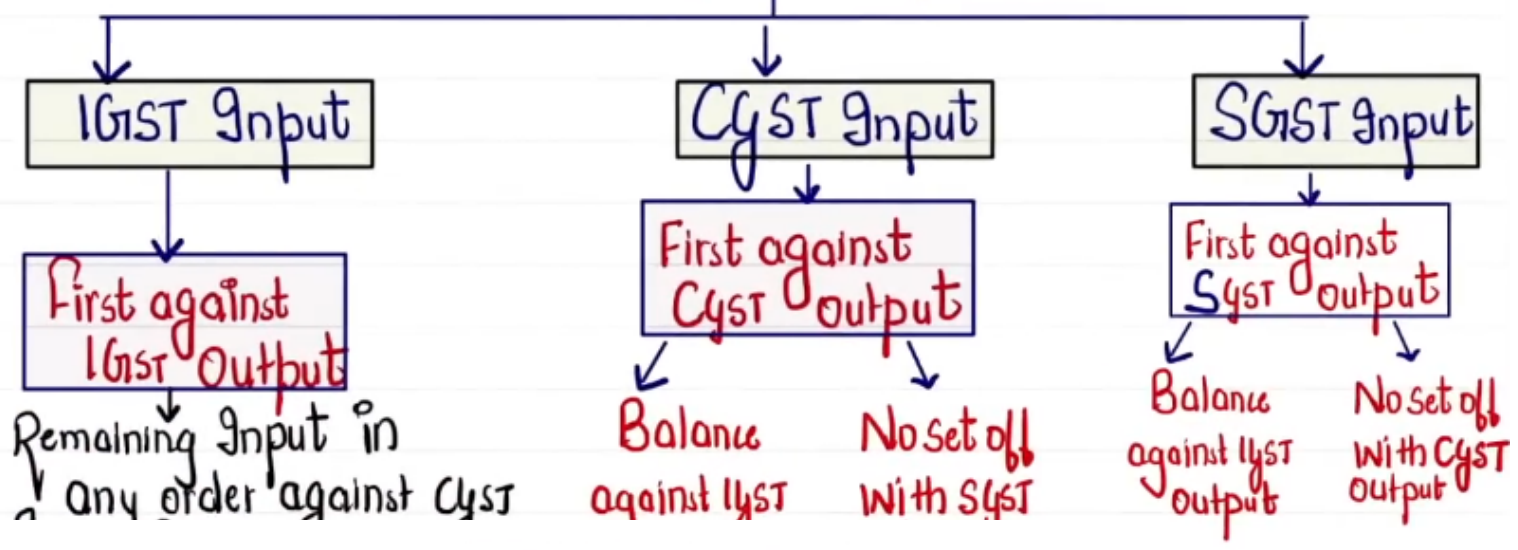 IGST Input
First against
IGST Output
Remaining Input in
any order against CGST
CGST Input
First against
CGST Output
Balance
against IGST
No set off
With SGST
SGST Input
First against
SGST Output
Balance
against IGST
output
No set off
With CGST
output